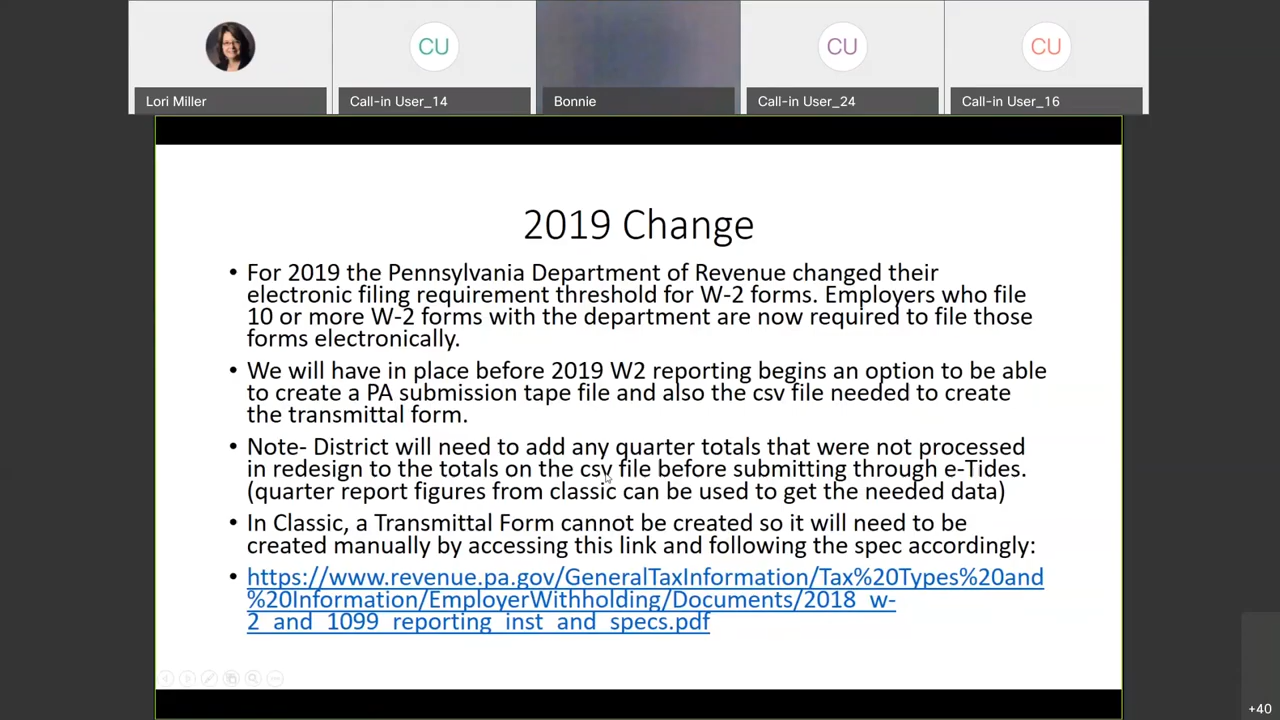 CU
CU
CU
Lori Miller
Call-in User_14
Bonnie
Call-in User_24
Call-in User_16
2019 Change
• For 2019 the Pennsylvania Department of Revenue changed their
electronic filing requirement threshold for W-2 forms. Employers who file
10 or more W-2 forms with the department are now required to file those
forms electronically.
• We will have in place before 2019 W2 reporting begins an option to be able
to create a PA submission tape file and also the csv file needed to create
the transmittal form.
• Note- District will need to add any quarter totals that were not processed
in redesign to the totals on the csv file before submitting through e-Tides.
(quarter report figures from classic can be used to get the needed data)
• In Classic, a Transmittal Form cannot be created so it will need to be
created manually by accessing this link and following the spec accordingly:
• https://www.revenue.pa.gov/GeneralTaxInformation/Tax%20Types%20and
%20Information/EmployerWithholding/Documents/2018_w-
2_and_1099_reporting_inst_and_specs.pdf
+40